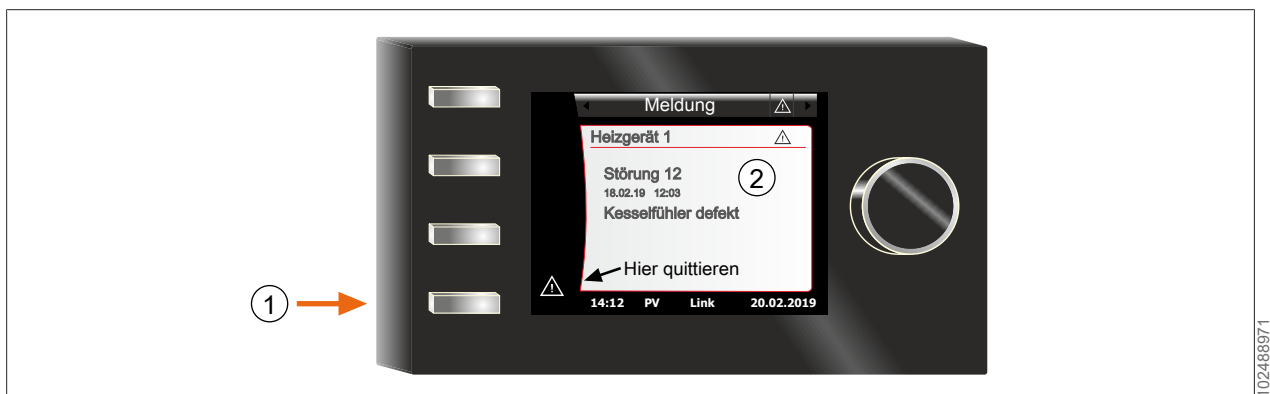 Meldung
Heizgerät 1
Störung 12
2
18.02.19 12:03
Kesselfühler defekt
Hier quittieren
1
14:12 PV Link 20.02.2019
102488971